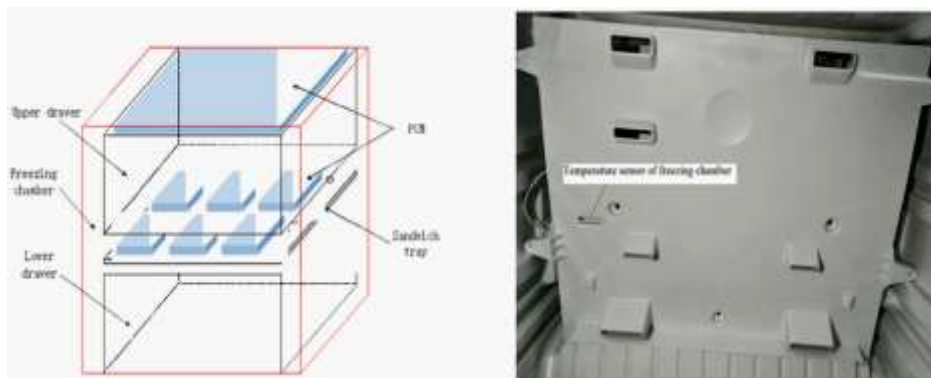 Upper drawer
PCM
Freezing
chamber
Sandwich
tray
Lower
drawer
Temperature sensor of freezing chamber